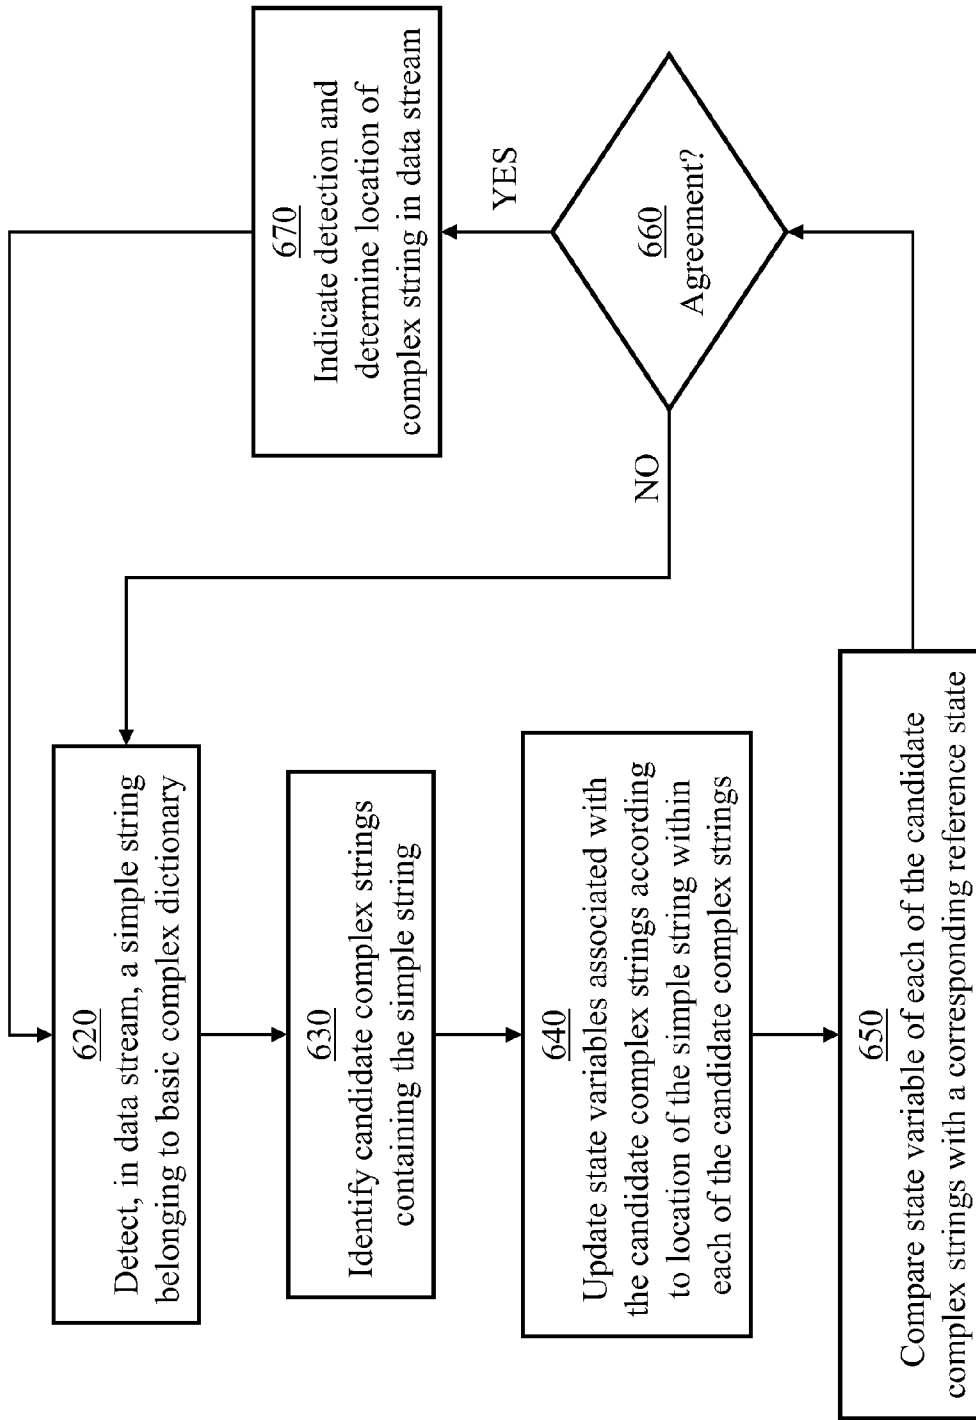 620
Detect, in data stream, a simple string
belonging to basic complex dictionary
630
Identify candidate complex strings
containing the simple string
640
Update state variables associated with
the candidate complex strings according
to location of the simple string within
each of the candidate complex strings
650
Compare state variable of each of the candidate
complex strings with a corresponding reference state
660
Agreement?
NO
YES
670
Indicate detection and
determine location of
complex string in data stream